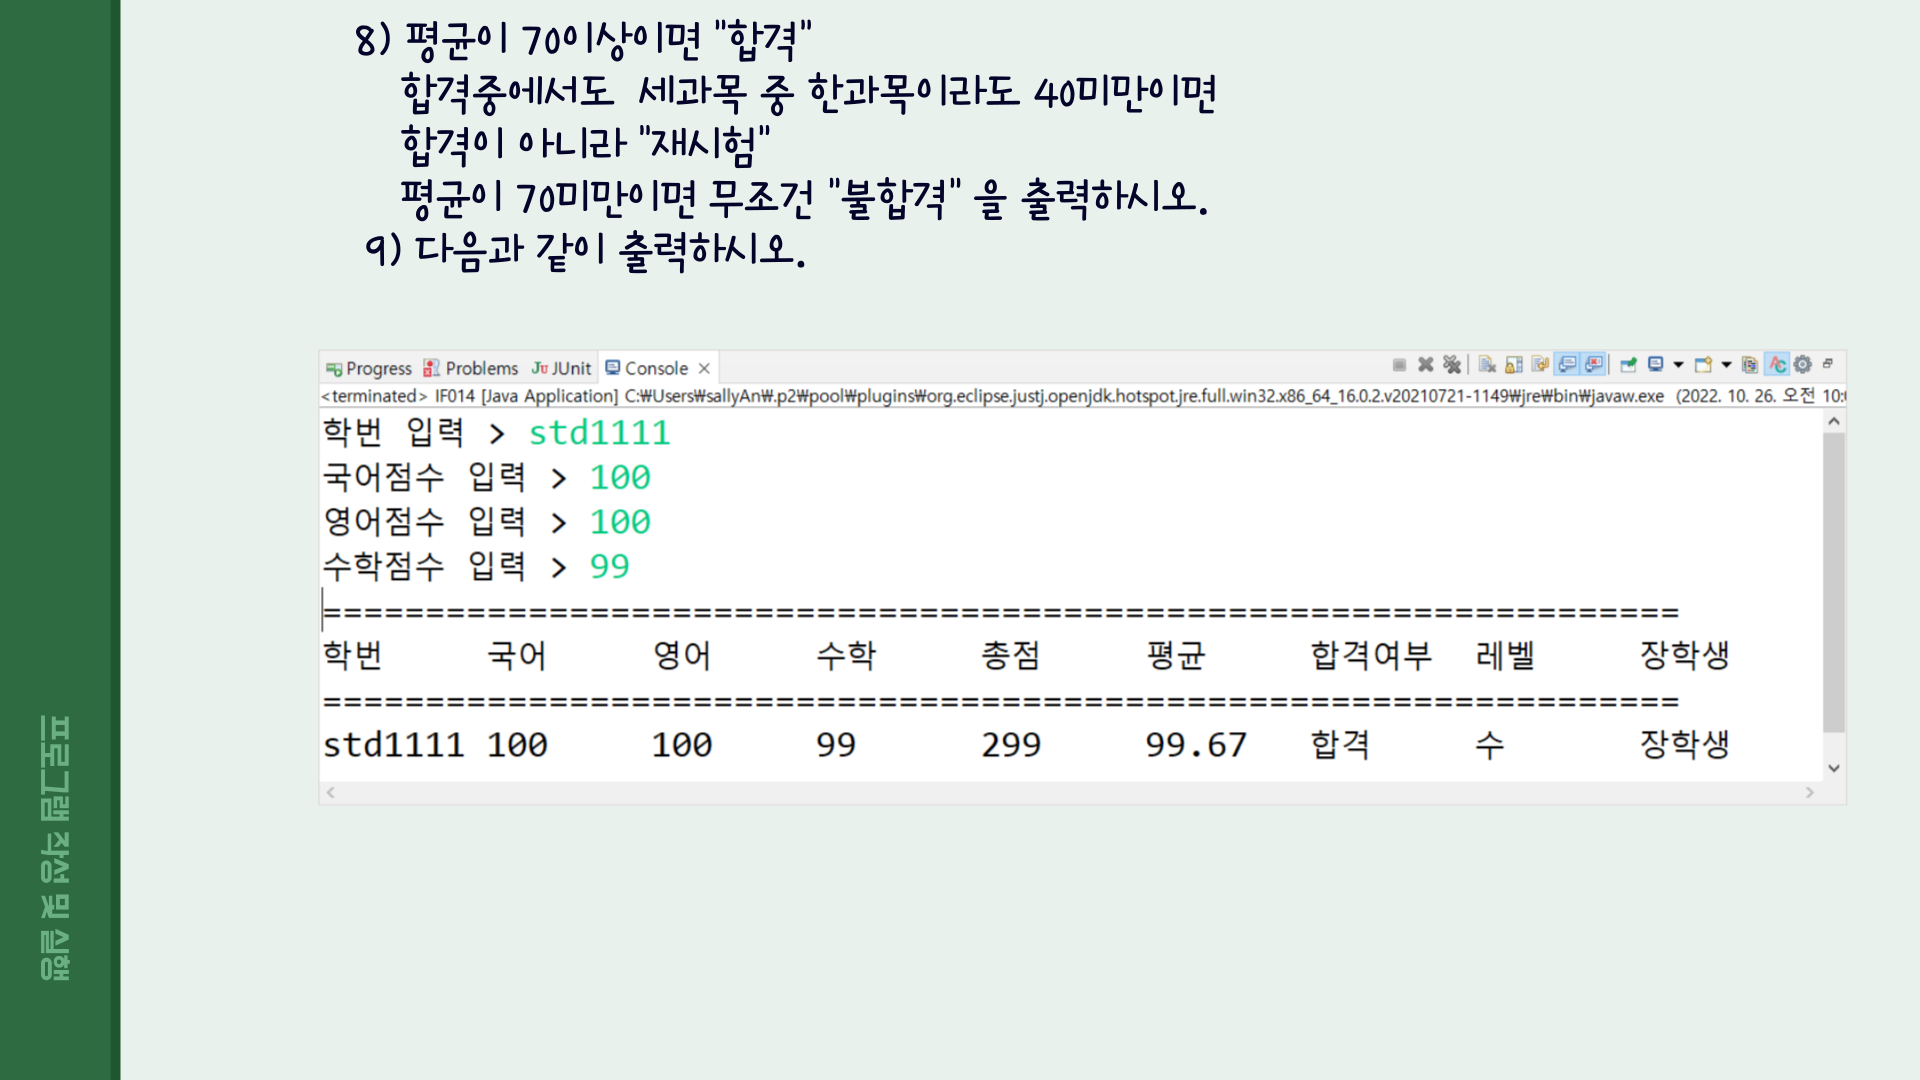 8) 평균이 70이상이면 "합격"
합격중에서도 세과목 중 한과목이라도 40미만이면
합격이 아니라 "재시험"
평균이 70미만이면 무조건 "불합격" 을 출력하시오.
9) 다음과 같이 출력하시오.
Progress Problems JUnit Console
<terminated> IF014 [Java Application] C:₩Users₩sallyAn₩.p2₩pool₩plugins₩org.eclipse.justj.openjdk.hotspot.jre.full.win32.x86_64_16.0.2.v20210721-1149₩jre₩bin₩javaw.exe (2022. 10. 26. 오전 10:
학번 입력 > std1111
국어점수 입력 > 100
영어점수 입력 > 100
수학점수 입력 > 99
==================================================================
학번 국어 영어 수학 총점 평균 합격여부 레벨 장학생
==================================================================
std1111 100 100 99 299 99.67 합격 수 장학생
프로그램 작성 및 실행